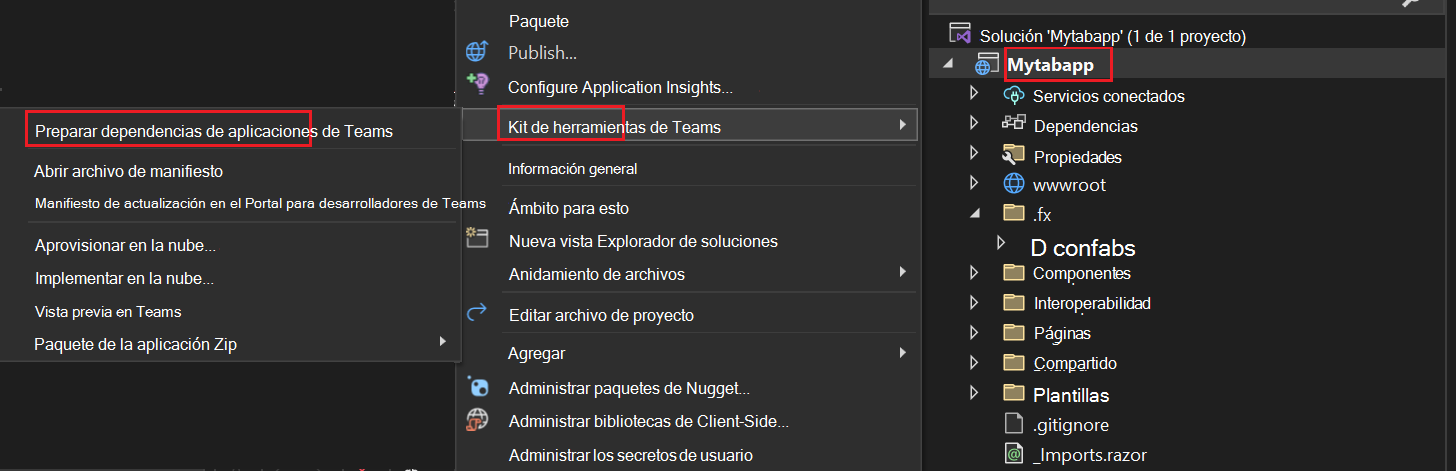 Preparar dependencias de aplicaciones de Teams
Abrir archivo de manifiesto
Manifiesto de actualización en el Portal para desarrolladores de Teams
Aprovisionar en la nube...
Implementar en la nube...
Vista previa en Teams
Paquete de la aplicación Zip
Paquete
Publish...
Configure Application Insights...
Kit de herramientas de Teams
Información general
Ámbito para esto
Nueva vista Explorador de soluciones
Anidamiento de archivos
Editar archivo de proyecto
Agregar
Administrar paquetes de Nugget...
Administrar bibliotecas de Client-Side...
Administrar los secretos de usuario
Solución 'Mytabapp' (1 de 1 proyecto)
Mytabapp
Servicios conectados
Dependencias
Propiedades
wwwroot
.fx
D confabs
Componentes
Interoperabilidad
Páginas
Compartido
Plantillas
.gitignore
_Imports.razor